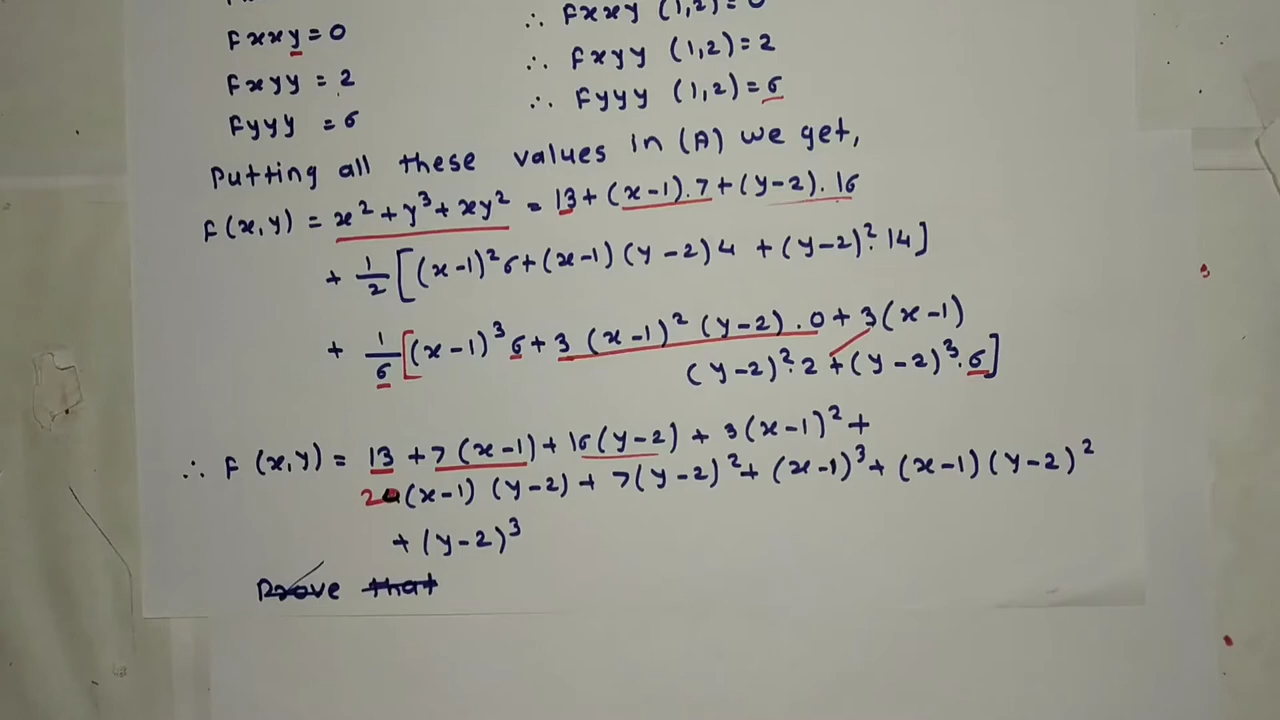 Fxxy = 0 ∴ Fxxy (1,2) = 0
Fxyy = 2 ∴ Fxyy (1,2) = 2
Fyyy = 6 ∴ Fyyy (1,2) = 6
Putting all these values in (A) we get,
F(x,y) = x² + y³ + xy² = 13 + (x-1).7 + (y-2).16
+ 1/2 [(x-1)² 6 + (x-1) (y-2) 4 + (y-2)². 14]
+ 1/6 [(x-1)³ 6 + 3 (x-1)² (y-2). 0 + 3(x-1)
(y-2)². 2 + (y-2)³. 6]
∴ F (x,y) = 13 + 7 (x-1) + 16 (y-2) + 3(x-1)² +
2 (x-1) (y-2) + 7(y-2)² + (x-1)³ + (x-1) (y-2)²
+ (y-2)³
Prove that